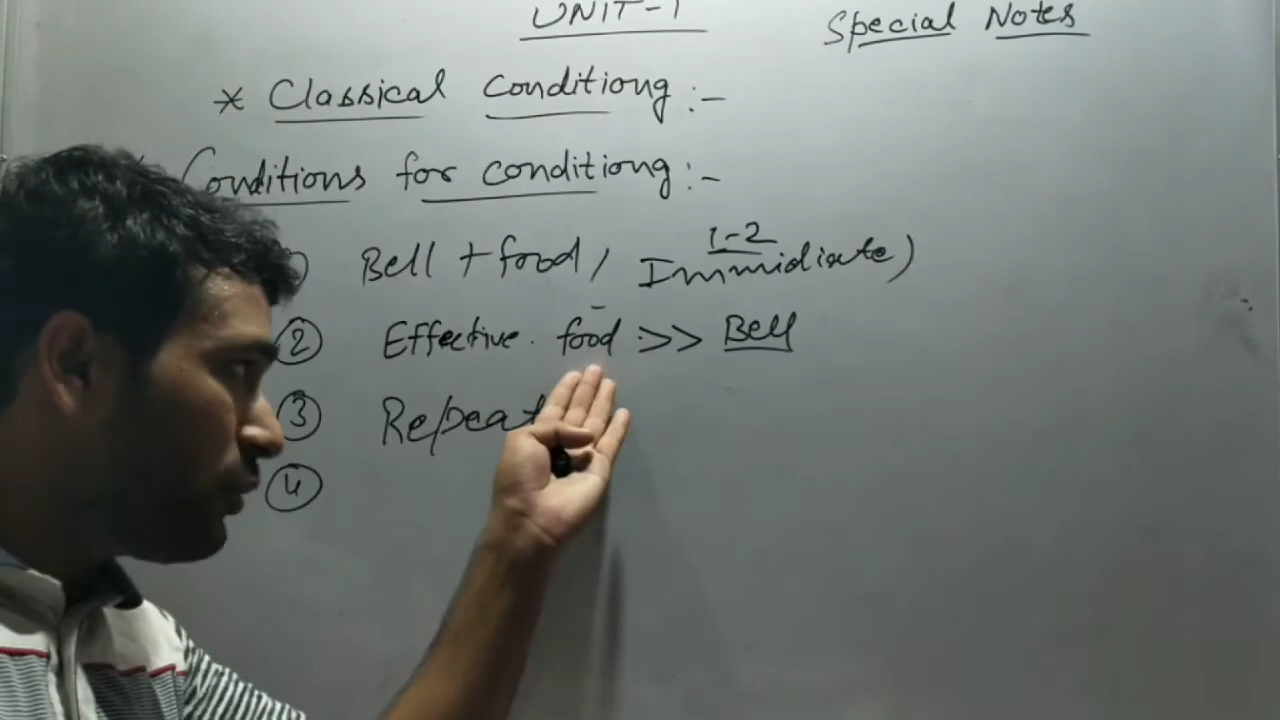 UNIT-1
Special Notes
* Classical Conditiong :-
Conditions for conditiong :-
Bell + food / 1-2 Immidiate)
② Effective. food >> Bell
③ Repeat
④